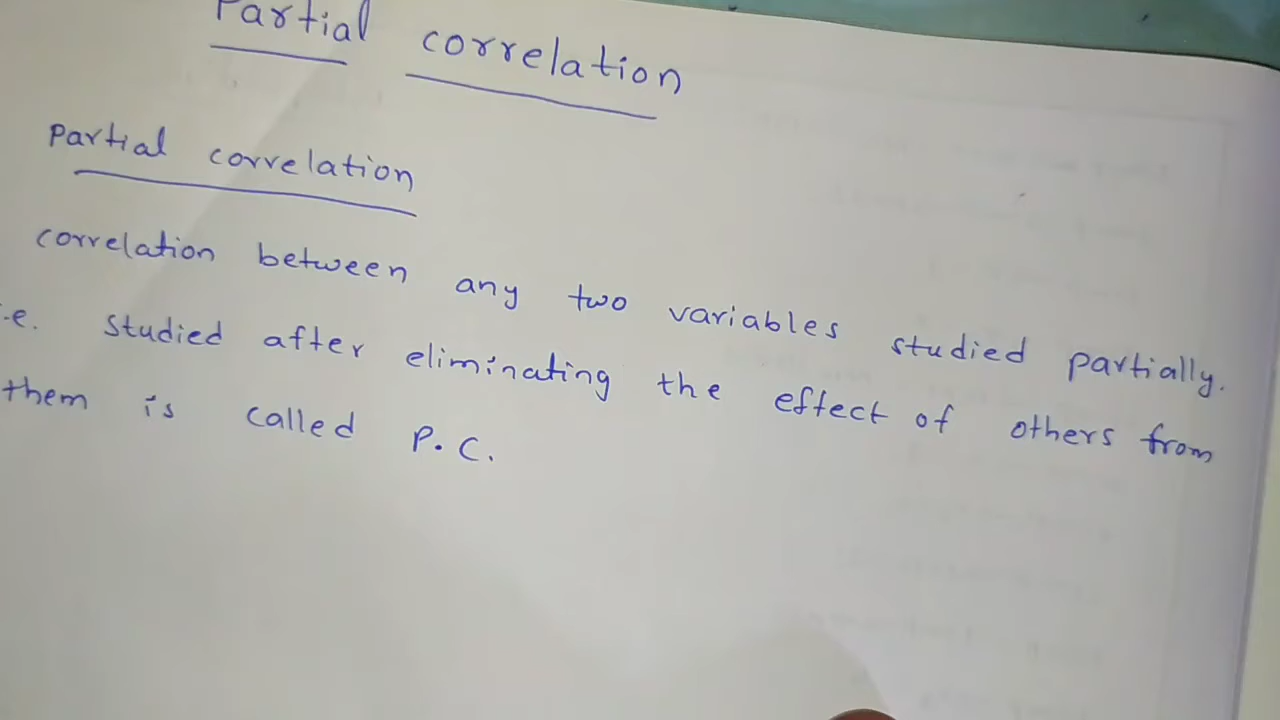 Partial correlation
Partial correlation
correlation between any two variables studied partially.
i.e. studied after eliminating the effect of others from
them is called P.C.